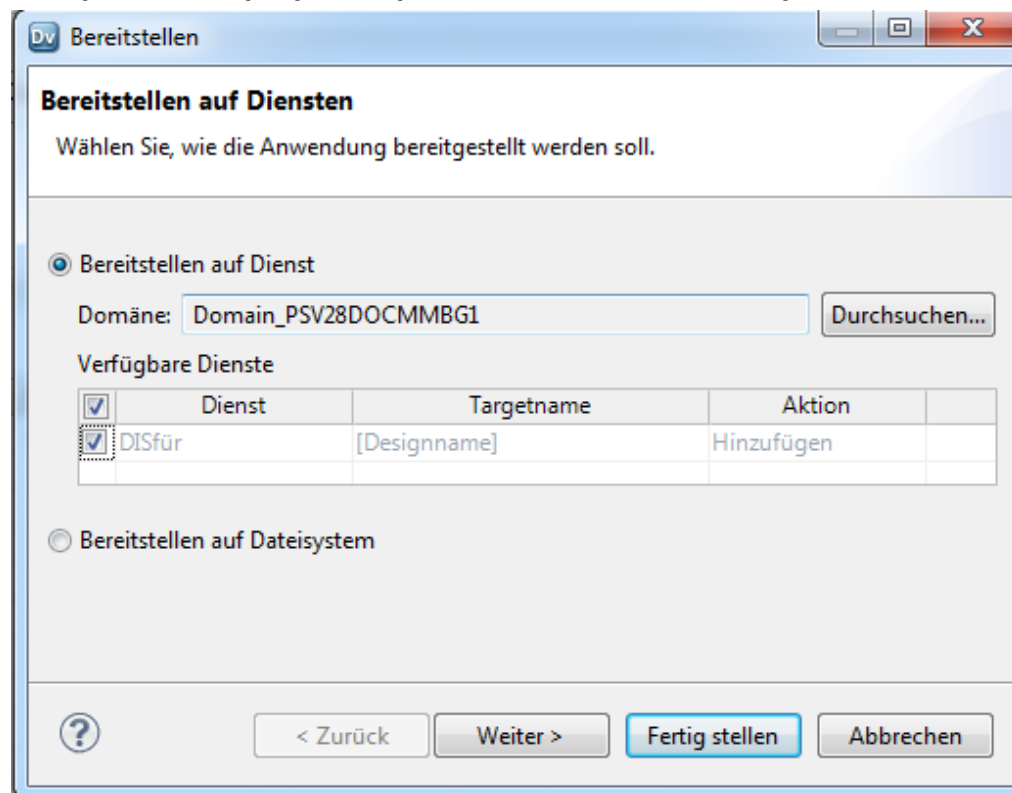 Dv Bereitstellen
Bereitstellen auf Diensten
Wählen Sie, wie die Anwendung bereitgestellt werden soll.
Bereitstellen auf Dienst
Domäne: Domain_PSV28DOCMMBG1 Durchsuchen...
Verfügbare Dienste
Dienst Targetname Aktion
DISfür [Designname] Hinzufügen
Bereitstellen auf Dateisystem
? < Zurück Weiter > Fertig stellen Abbrechen